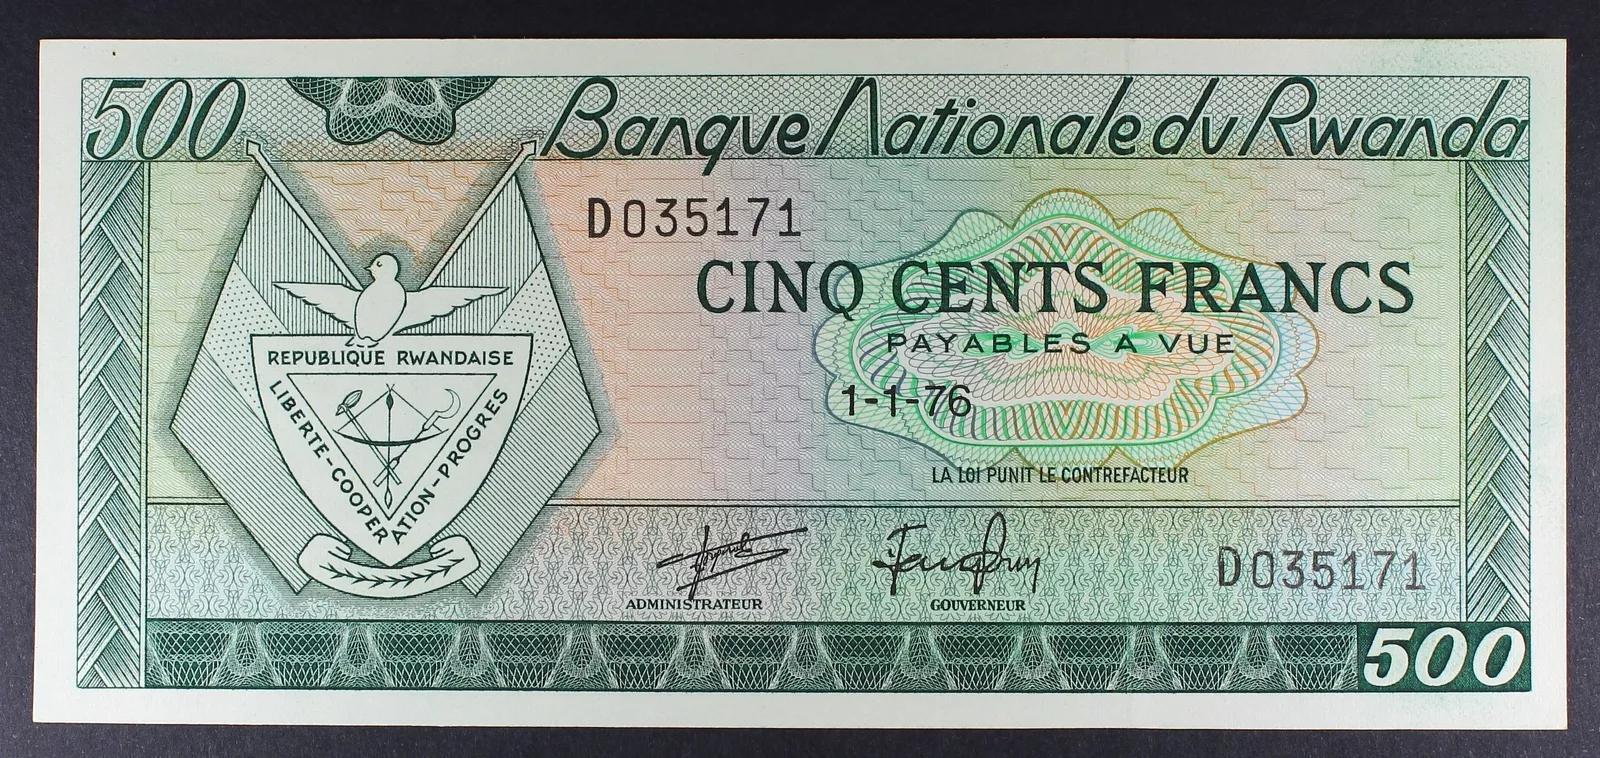 500
Banque Nationale du Rwanda
D035171
CINQ CENTS FRANCS
PAYABLES A VUE
1-1-76
LA LOI PUNIT LE CONTREFACTEUR
REPUBLIQUE RWANDAISE
LIBERTE-COOPERATION-PROGRES
ADMINISTRATEUR
GOUVERNEUR
D035171
500